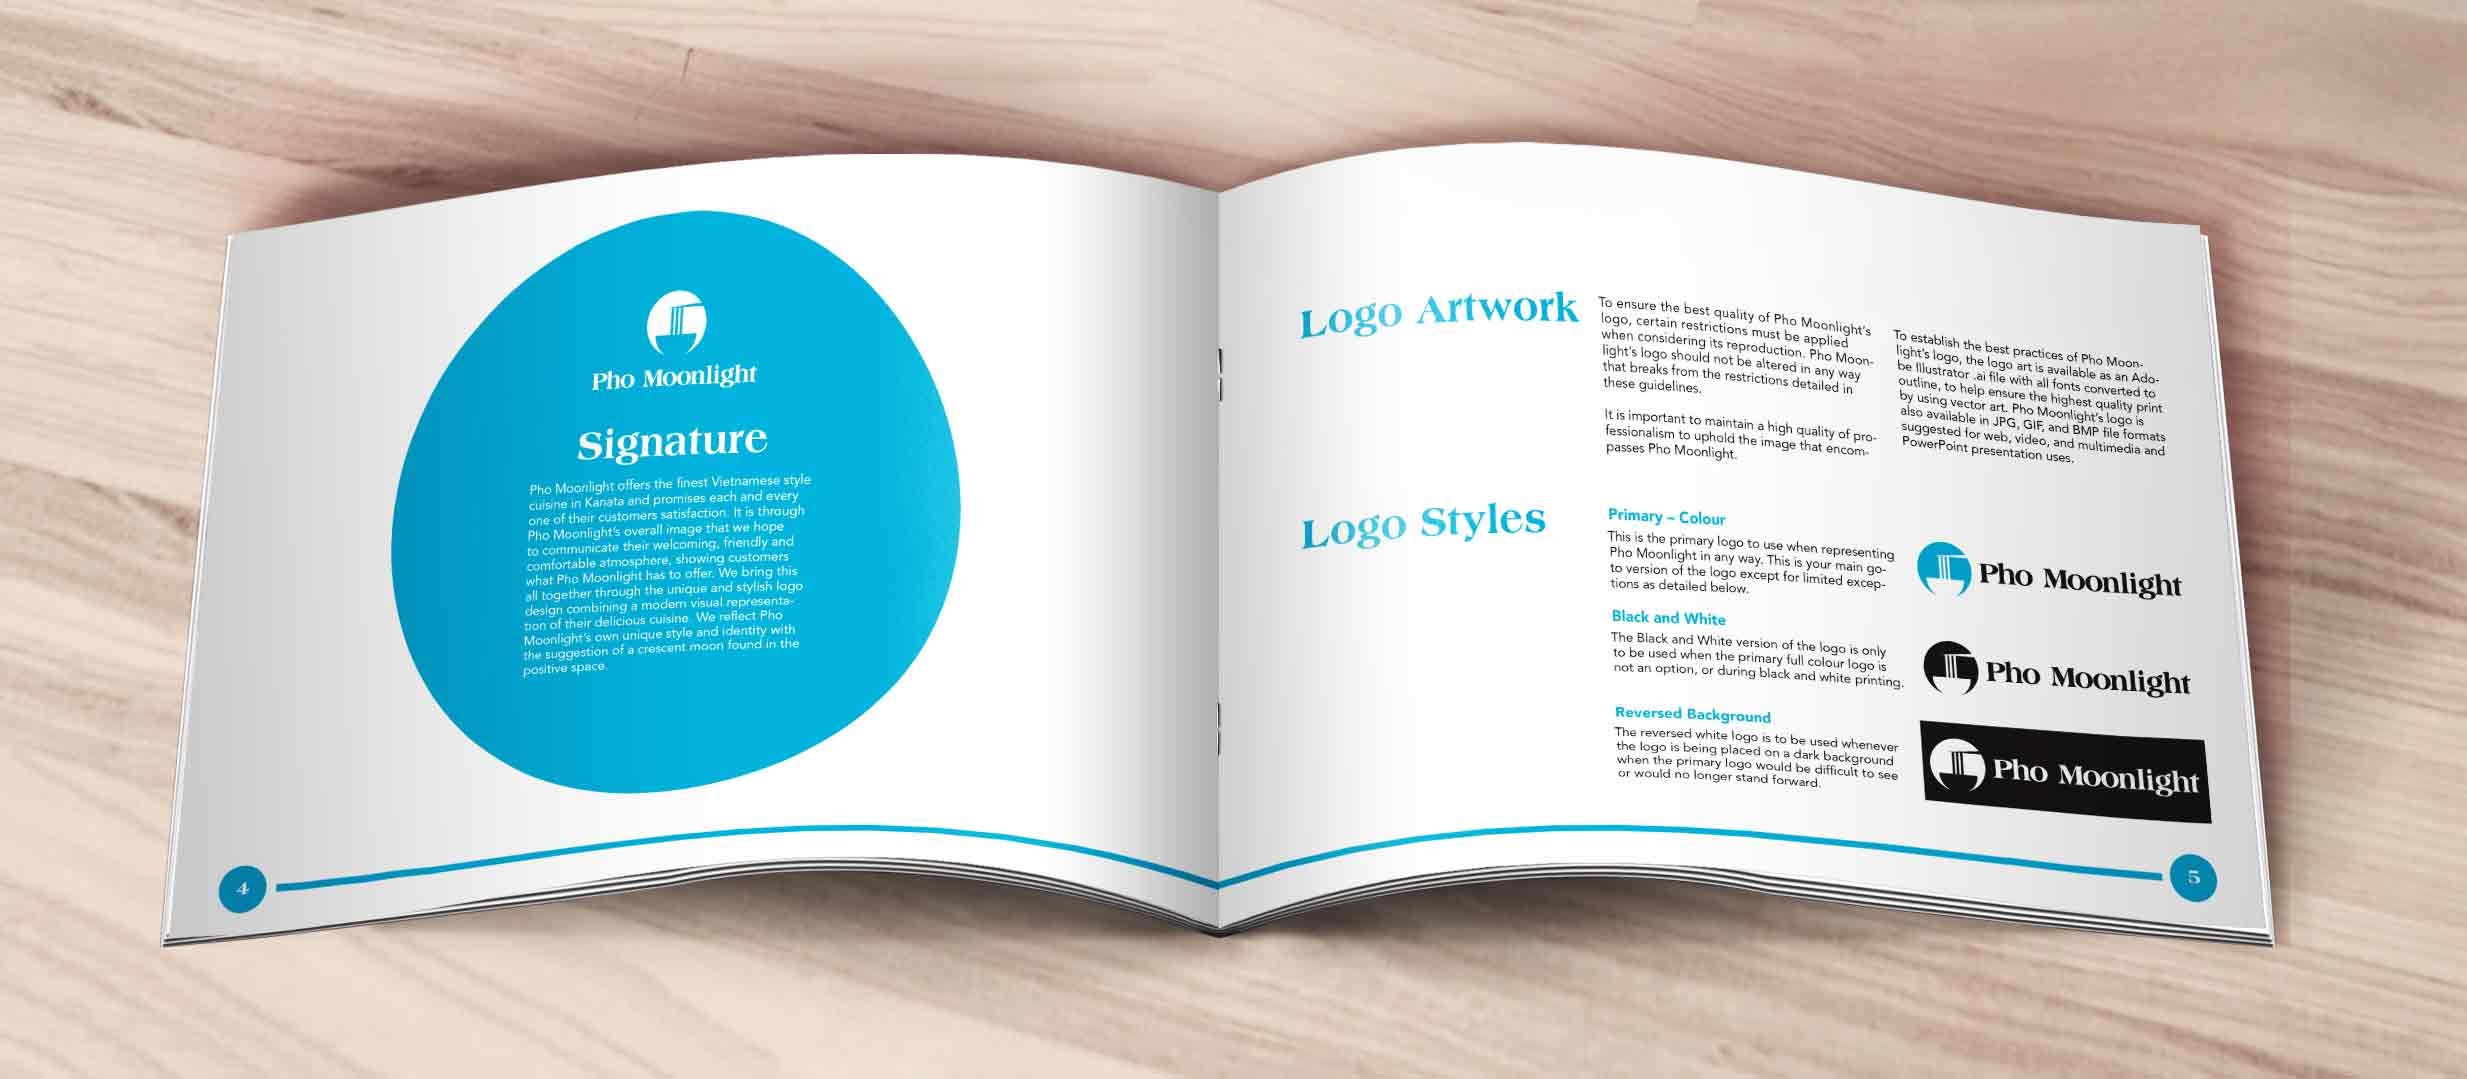 Pho Moonlight
Signature
Pho Moonlight offers the finest Vietnamese style
cuisine in Kanata and promises each and every
one of their customers satisfaction. It is through
Pho Moonlight's overall image that we hope
to communicate their welcoming, friendly and
comfortable atmosphere, showing customers
what Pho Moonlight has to offer. We bring this
all together through the unique and stylish logo
design combining a modern visual representa-
tion of their delicious cuisine. We reflect Pho
Moonlight's own unique style and identity with
the suggestion of a crescent moon found in the
positive space.
4
Logo Artwork
To ensure the best quality of Pho Moonlight's
logo, certain restrictions must be applied
when considering its reproduction. Pho Moon-
light's logo should not be altered in any way
that breaks from the restrictions detailed in
these guidelines.
It is important to maintain a high quality of pro-
fessionalism to uphold the image that encom-
passes Pho Moonlight.
To establish the best practices of Pho Moon-
light's logo, the logo art is available as an Ado-
be Illustrator .ai file with all fonts converted to
outline, to help ensure the highest quality print
by using vector art. Pho Moonlight's logo is
also available in JPG, GIF, and BMP file formats
suggested for web, video, and multimedia and
PowerPoint presentation uses.
Logo Styles
Primary – Colour
This is the primary logo to use when representing
Pho Moonlight in any way. This is your main go-
to version of the logo except for limited excep-
tions as detailed below.
Pho Moonlight
Black and White
The Black and White version of the logo is only
to be used when the primary full colour logo is
not an option, or during black and white printing.
Pho Moonlight
Reversed Background
The reversed white logo is to be used whenever
the logo is being placed on a dark background
when the primary logo would be difficult to see
or would no longer stand forward.
Pho Moonlight
5